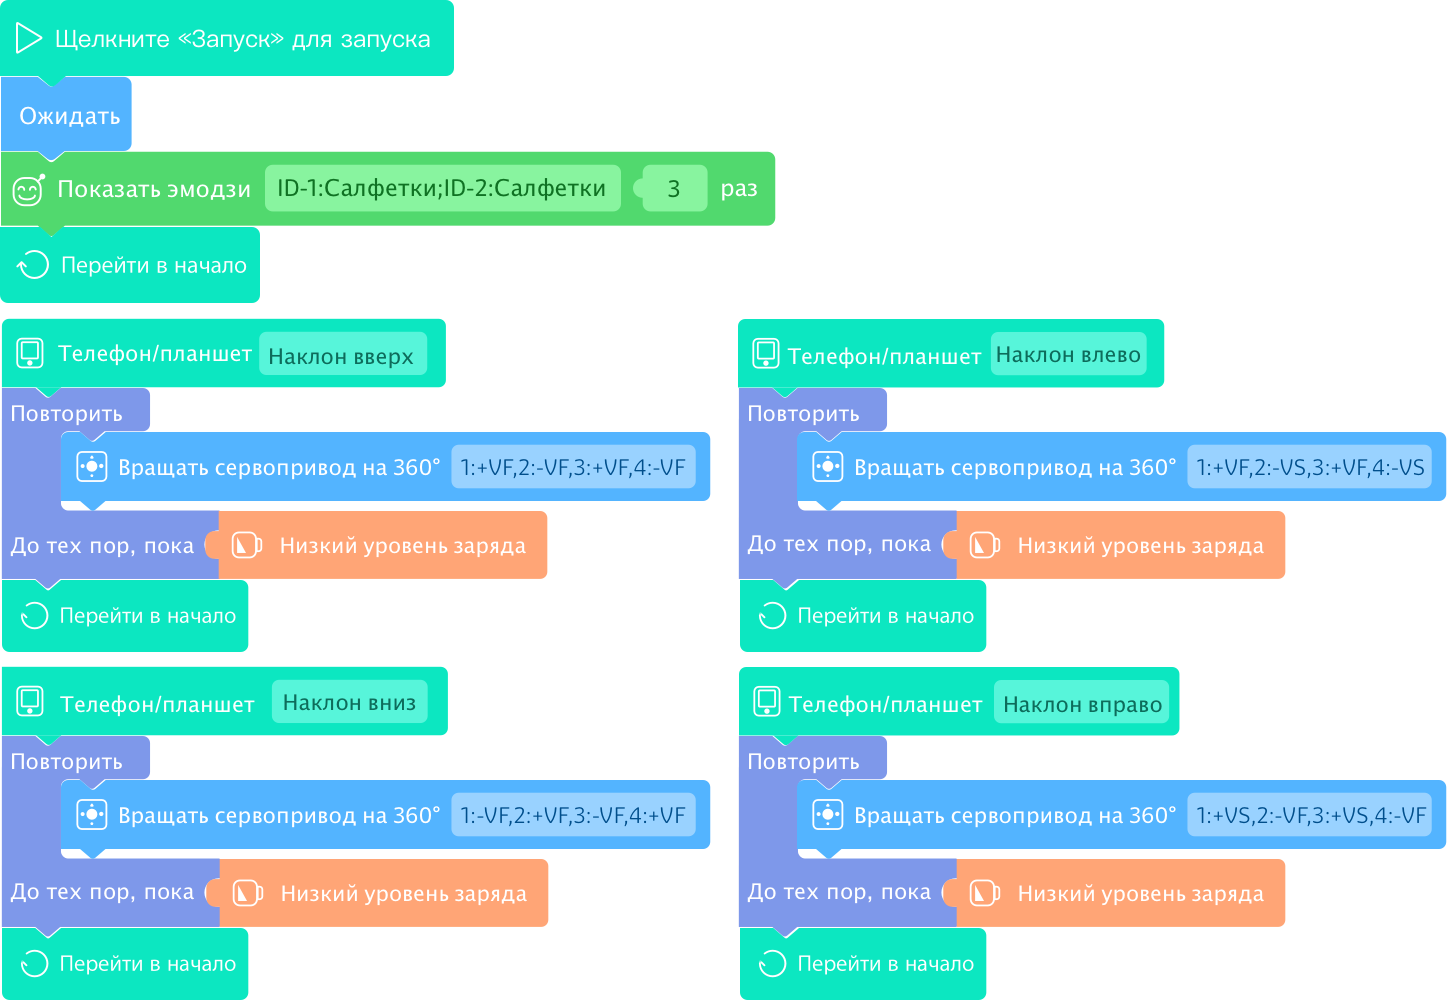 Щелкните «Запуск» для запуска
Ожидать
Показать эмодзи ID-1:Салфетки;ID-2:Салфетки 3 раз
Перейти в начало
Телефон/планшет Наклон вверх
Повторить
Вращать сервопривод на 360° 1:+VF,2:-VF,3:+VF,4:-VF
До тех пор, пока Низкий уровень заряда
Перейти в начало
Телефон/планшет Наклон влево
Повторить
Вращать сервопривод на 360° 1:+VF,2:-VS,3:+VF,4:-VS
До тех пор, пока Низкий уровень заряда
Перейти в начало
Телефон/планшет Наклон вниз
Повторить
Вращать сервопривод на 360° 1:-VF,2:+VF,3:-VF,4:+VF
До тех пор, пока Низкий уровень заряда
Перейти в начало
Телефон/планшет Наклон вправо
Повторить
Вращать сервопривод на 360° 1:+VS,2:-VF,3:+VS,4:-VF
До тех пор, пока Низкий уровень заряда
Перейти в начало